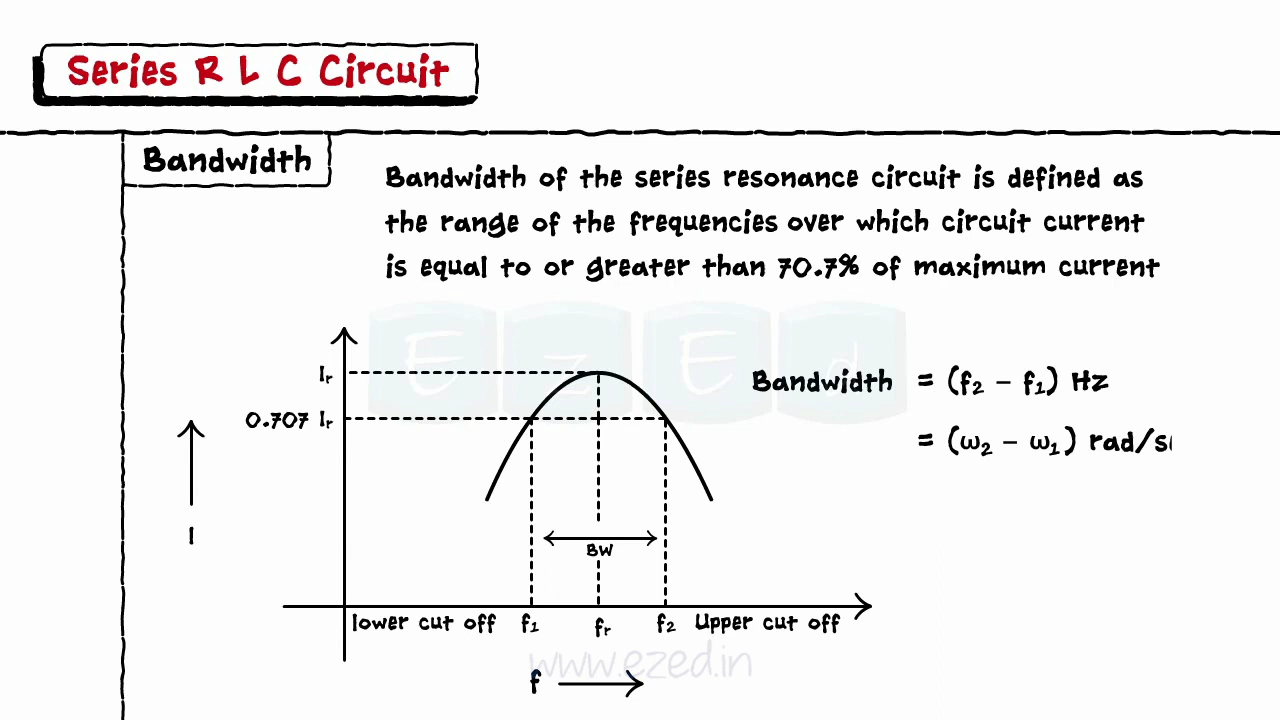 Series R L C Circuit
Bandwidth
Bandwidth of the series resonance circuit is defined as
the range of the frequencies over which circuit current
is equal to or greater than 70.7% of maximum current
EZEd
Iᵣ
0.707 Iᵣ
I
Bandwidth = (f₂ – f₁) Hz
= (ω₂ – ω₁) rad/s
BW
lower cut off f₁ fᵣ f₂ Upper cut off
www.ezed.in
f